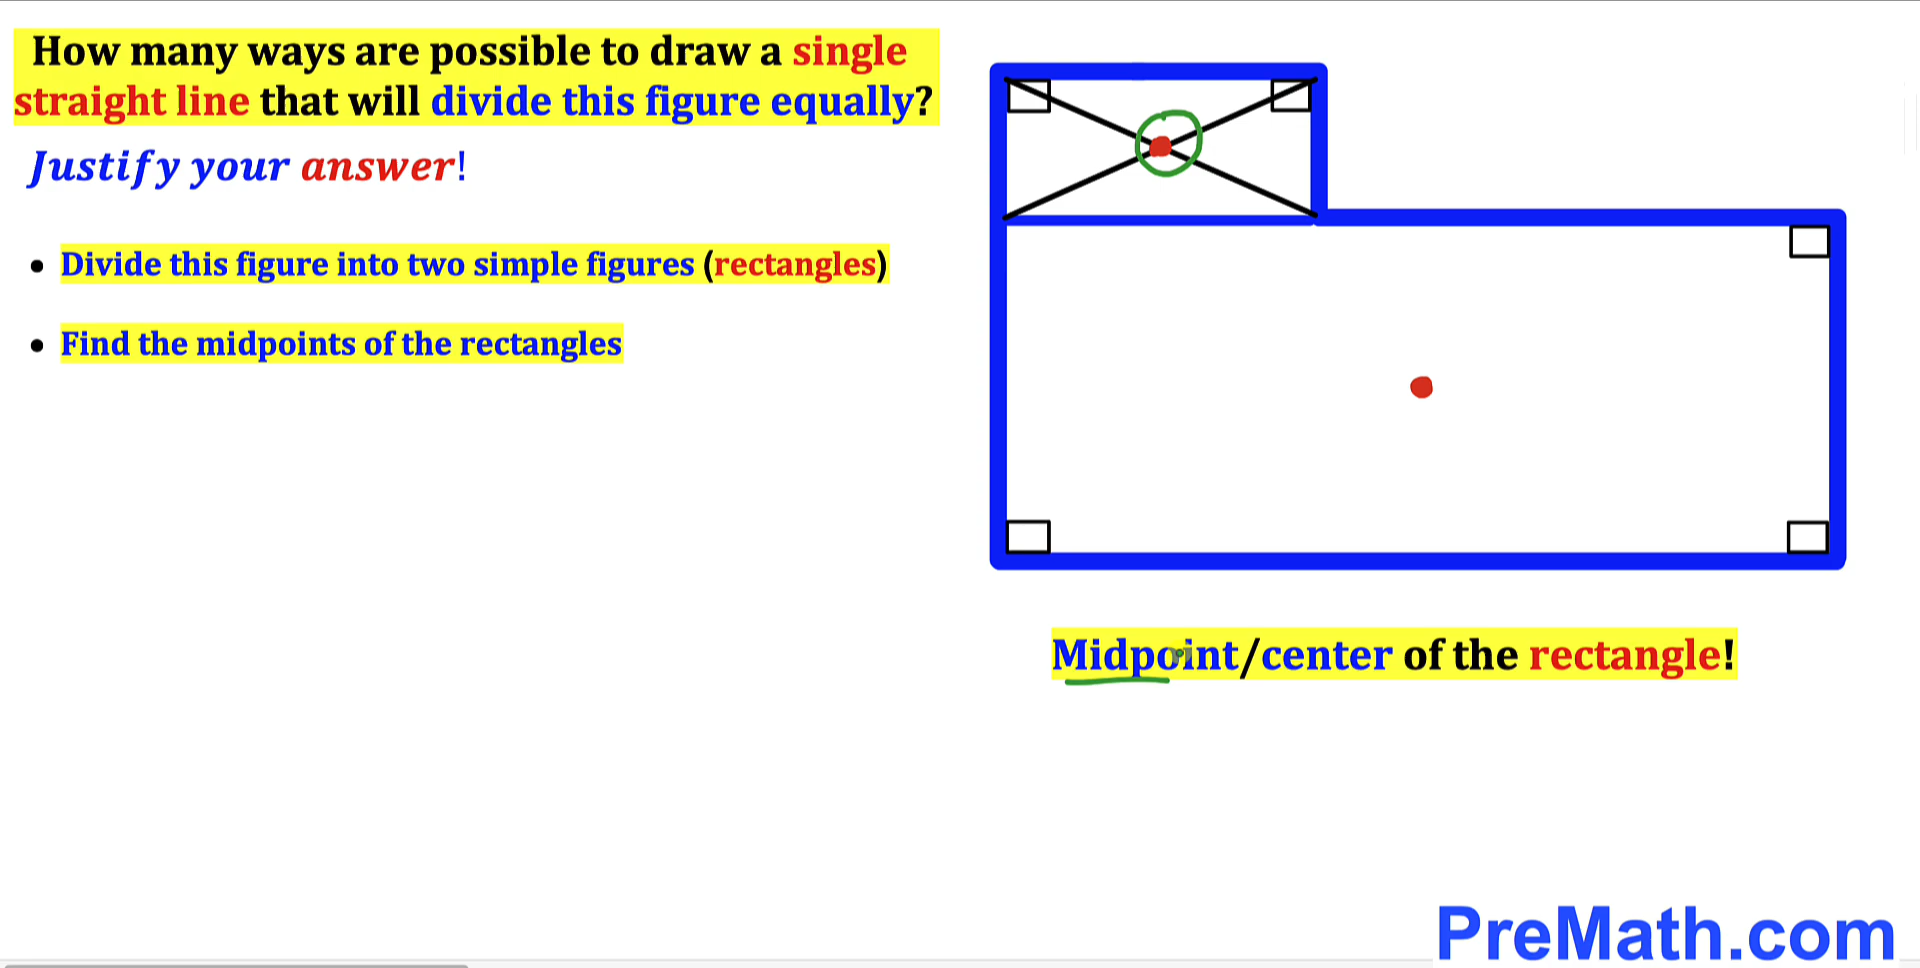 How many ways are possible to draw a single
straight line that will divide this figure equally?
Justify your answer!
• Divide this figure into two simple figures (rectangles)
• Find the midpoints of the rectangles
Midpoint/center of the rectangle!
PreMath.com